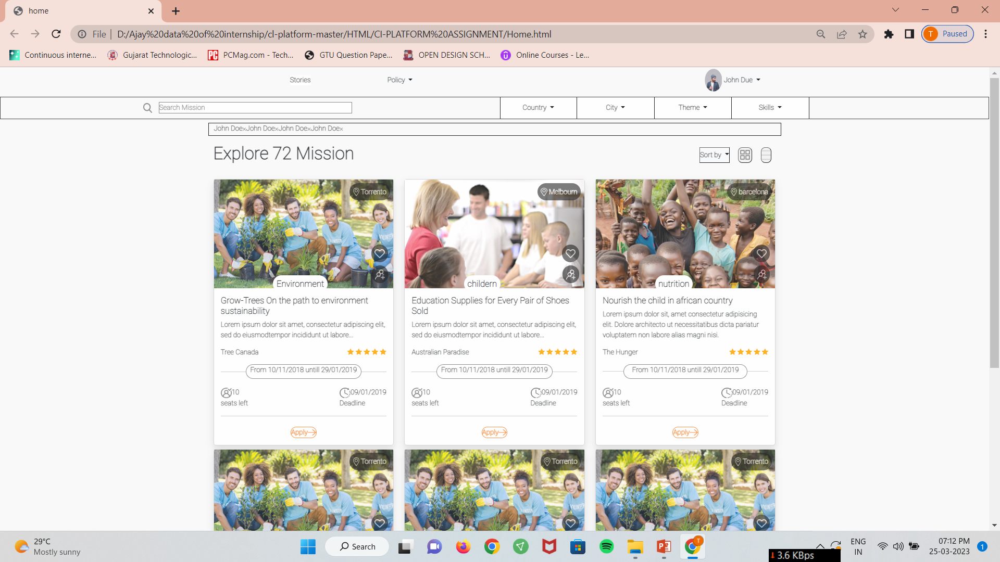 home
File
D:/Ajay%20data%20of%20internship/cl-platform-master/HTML/CI-PLATFORM%20ASSIGNMENT/Home.html
T Paused
Continuous interne...
Gujarat Technologic...
PC PCMag.com - Tech...
GTU Question Pape...
OPEN DESIGN SCH...
Online Courses - Le...
Stories
Policy
John Due
Search Mission
Country
City
Theme
Skills
John Doe×John Doe×John Doe×John Doe×
Explore 72 Mission
Sort by
Torrento
Environment
Grow-Trees On the path to environment
sustainability
Lorem ipsum dolor sit amet, consectetur adipiscing elit,
sed do eiusmodtempor incididunt ut labore...
Tree Canada
From 10/11/2018 untill 29/01/2019
10
seats left
09/01/2019
Deadline
Apply→
Melbourn
childern
Education Supplies for Every Pair of Shoes
Sold
Lorem ipsum dolor sit amet, consectetur adipiscing elit,
sed do eiusmodtempor incididunt ut labore...
Australian Paradise
From 10/11/2018 untill 29/01/2019
10
seats left
09/01/2019
Deadline
Apply→
barcelona
nutrition
Nourish the child in african country
Lorem ipsum dolor sit, amet consectetur adipisicing
elit. Dolore architecto ut necessitatibus dicta pariatur
voluptatem non labore alias magni nisi.
The Hunger
From 10/11/2018 untill 29/01/2019
10
seats left
09/01/2019
Deadline
Apply→
Torrento
Torrento
Torrento
29°C
Mostly sunny
Search
3.6 KBps
ENG
IN
07:12 PM
25-03-2023
1